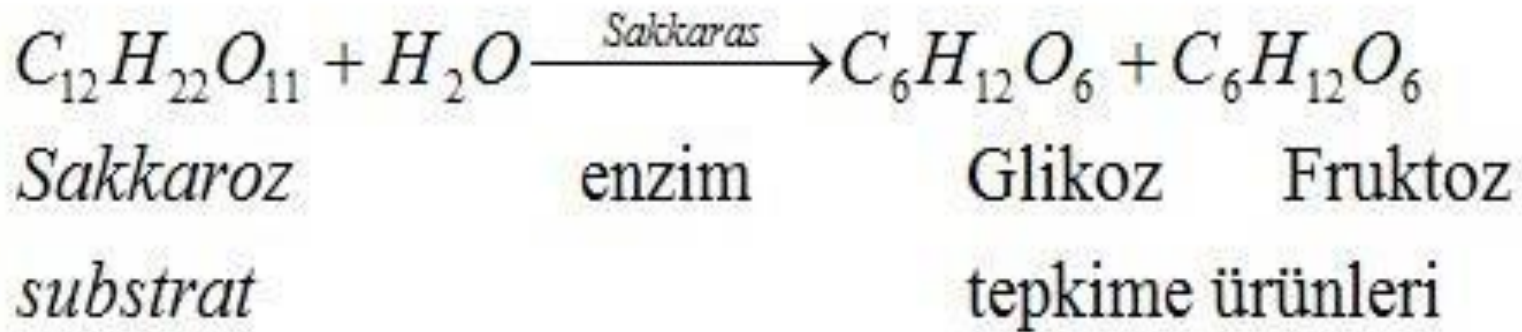 C₁₂H₂₂O₁₁ + H₂O —Sakkaras→ C₆H₁₂O₆ + C₆H₁₂O₆
Sakkaroz enzim Glikoz Fruktoz
substrat tepkime ürünleri